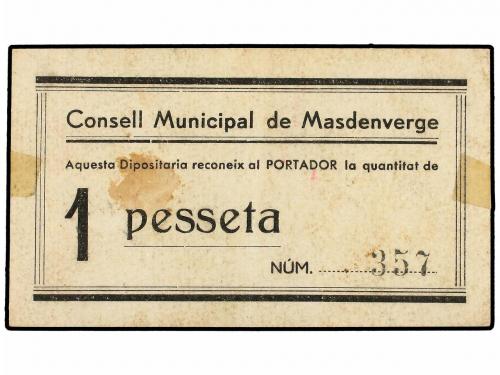 Consell Municipal de Masdenverge
Aquesta Dipositaria reconeix al PORTADOR la quantitat de
1 pesseta
NÚM. 357